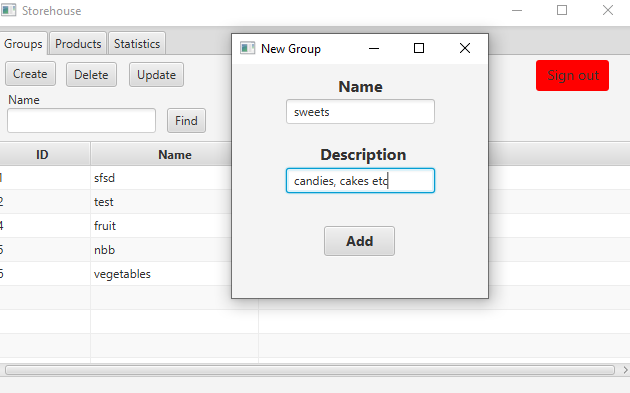 Storehouse
Groups Products Statistics
Create Delete Update
Sign out
Name
Find
ID Name
1 sfsd
2 test
4 fruit
5 nbb
6 vegetables
New Group
Name
sweets
Description
candies, cakes etc
Add